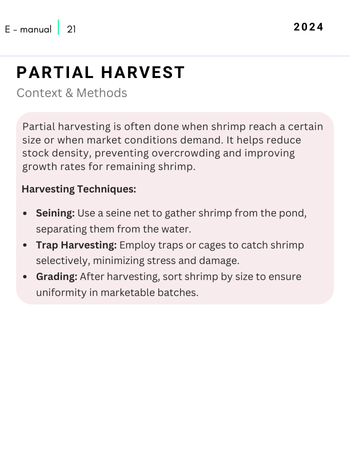 E - manual 21
2024
PARTIAL HARVEST
Context & Methods
Partial harvesting is often done when shrimp reach a certain
size or when market conditions demand. It helps reduce
stock density, preventing overcrowding and improving
growth rates for remaining shrimp.
Harvesting Techniques:
• Seining: Use a seine net to gather shrimp from the pond,
separating them from the water.
• Trap Harvesting: Employ traps or cages to catch shrimp
selectively, minimizing stress and damage.
• Grading: After harvesting, sort shrimp by size to ensure
uniformity in marketable batches.